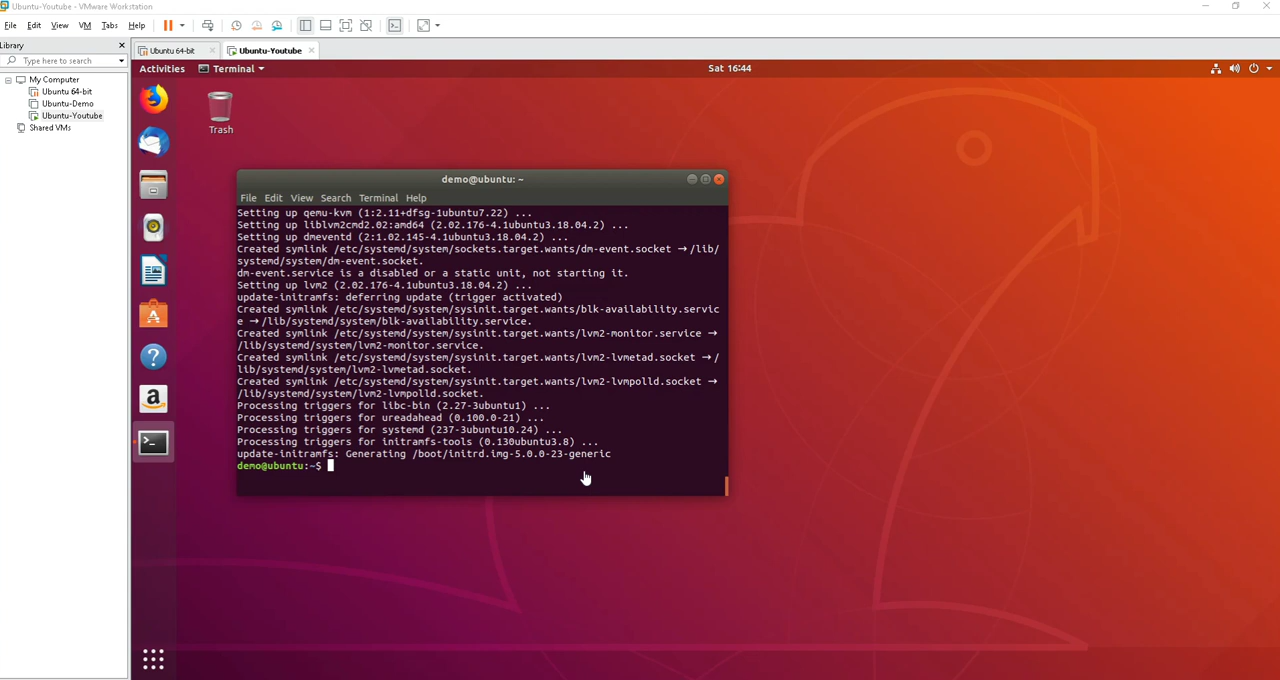 Ubuntu-Youtube - VMware Workstation
File Edit View VM Tabs Help
Library
Type here to search
My Computer
Ubuntu 64-bit
Ubuntu-Demo
Ubuntu-Youtube
Shared VMs
Ubuntu 64-bit
Ubuntu-Youtube
Activities Terminal Sat 16:44
Trash
demo@ubuntu: ~
File Edit View Search Terminal Help
Setting up qemu-kvm (1:2.11+dfsg-1ubuntu7.22) ...
Setting up liblvm2cmd2.02:amd64 (2.02.176-4.1ubuntu3.18.04.2) ...
Setting up dmeventd (2:1.02.145-4.1ubuntu3.18.04.2) ...
Created symlink /etc/systemd/system/sockets.target.wants/dm-event.socket → /lib/
systemd/system/dm-event.socket.
dm-event.service is a disabled or a static unit, not starting it.
Setting up lvm2 (2.02.176-4.1ubuntu3.18.04.2) ...
update-initramfs: deferring update (trigger activated)
Created symlink /etc/systemd/system/sysinit.target.wants/blk-availability.servic
e → /lib/systemd/system/blk-availability.service.
Created symlink /etc/systemd/system/sysinit.target.wants/lvm2-monitor.service →
/lib/systemd/system/lvm2-monitor.service.
Created symlink /etc/systemd/system/sysinit.target.wants/lvm2-lvmetad.socket → /
lib/systemd/system/lvm2-lvmetad.socket.
Created symlink /etc/systemd/system/sysinit.target.wants/lvm2-lvmpolld.socket →
/lib/systemd/system/lvm2-lvmpolld.socket.
Processing triggers for libc-bin (2.27-3ubuntu1) ...
Processing triggers for ureadahead (0.100.0-21) ...
Processing triggers for systemd (237-3ubuntu10.24) ...
Processing triggers for initramfs-tools (0.130ubuntu3.8) ...
update-initramfs: Generating /boot/initrd.img-5.0.0-23-generic
demo@ubuntu:~$